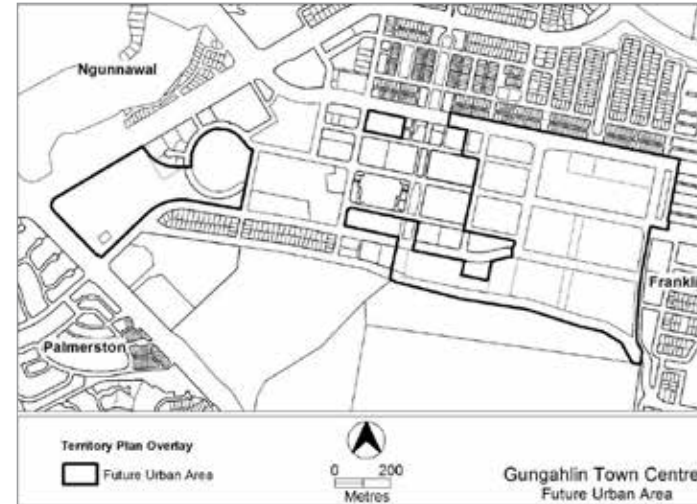 Ngunnawal
Frankli
Palmerston
Territory Plan Overlay
Future Urban Area
0 200
Metres
Gungahlin Town Centre
Future Urban Area